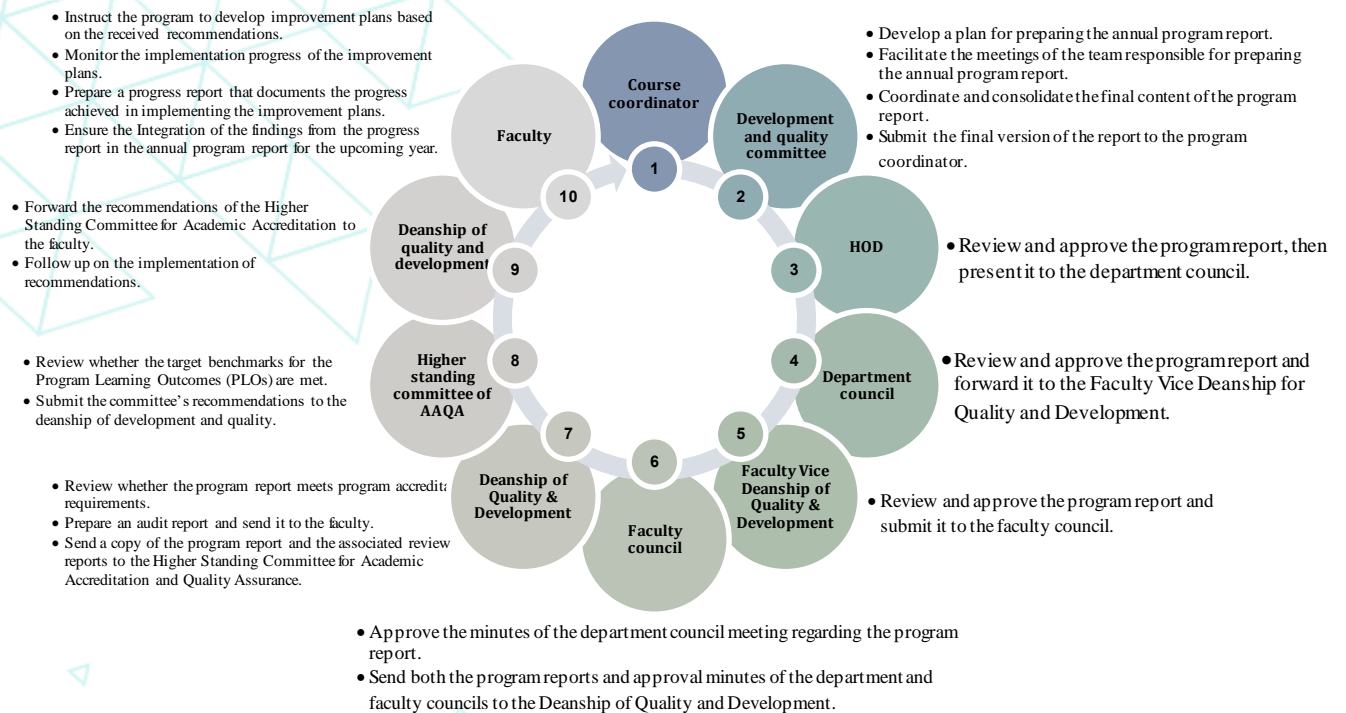 • Instruct the program to develop improvement plans based
on the received recommendations.
• Monitor the implementation progress of the improvement
plans.
• Prepare a progress report that documents the progress
achieved in implementing the improvement plans.
• Ensure the Integration of the findings from the progress
report in the annual program report for the upcoming year.
• Forward the recommendations of the Higher
Standing Committee for Academic Accreditation to
the faculty.
• Follow up on the implementation of
recommendations.
• Review whether the target benchmarks for the
Program Learning Outcomes (PLOs) are met.
• Submit the committee's recommendations to the
deanship of development and quality.
• Review whether the program report meets program accredita
requirements.
• Prepare an audit report and send it to the faculty.
• Send a copy of the program report and the associated review
reports to the Higher Standing Committee for Academic
Accreditation and Quality Assurance.
Course
coordinator
1
Development
and quality
committee
2
HOD
3
Department
council
4
Faculty Vice
Deanship of
Quality &
Development
5
Faculty
council
6
Deanship of
Quality &
Development
7
Higher
standing
committee of
AAQA
8
Deanship of
quality and
development
9
Faculty
10
• Develop a plan for preparing the annual program report.
• Facilitate the meetings of the team responsible for preparing
the annual program report.
• Coordinate and consolidate the final content of the program
report.
• Submit the final version of the report to the program
coordinator.
• Review and approve the program report, then
present it to the department council.
• Review and approve the program report and
forward it to the Faculty Vice Deanship for
Quality and Development.
• Review and approve the program report and
submit it to the faculty council.
• Approve the minutes of the department council meeting regarding the program
report.
• Send both the program reports and approval minutes of the department and
faculty councils to the Deanship of Quality and Development.